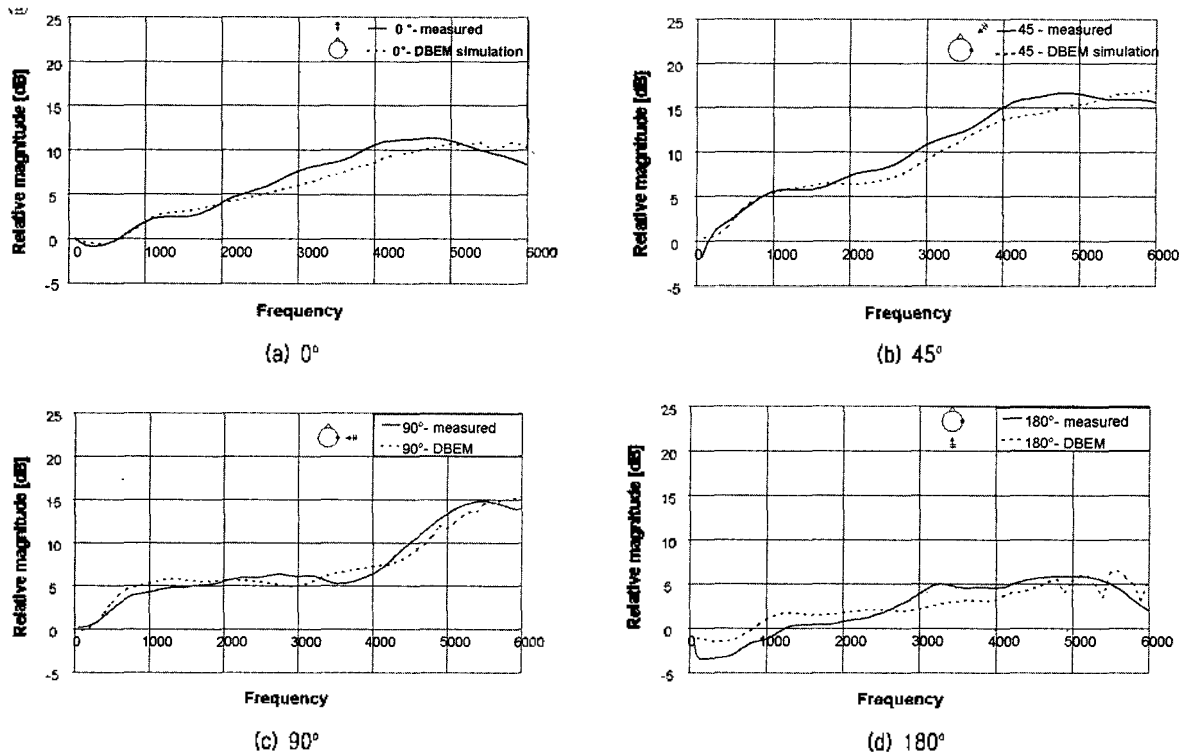 25
20
15
10
5
0
-5
Relative magnitude [dB]
0°- measured
0°- DBEM simulation
0 1000 2000 3000 4000 5000 6000
Frequency
(a) 0°
25
20
15
10
5
0
-5
Relative magnitude [dB]
45 - measured
45 - DBEM simulation
0 1000 2000 3000 4000 5000 6000
Frequency
(b) 45°
25
20
15
10
5
0
-5
Relative magnitude [dB]
90°- measured
90°- DBEM
0 1000 2000 3000 4000 5000 6000
Frequency
(c) 90°
25
20
15
10
5
0
-5
Relative magnitude [dB]
180°- measured
180°- DBEM
0 1000 2000 3000 4000 5000 6000
Frequency
(d) 180°